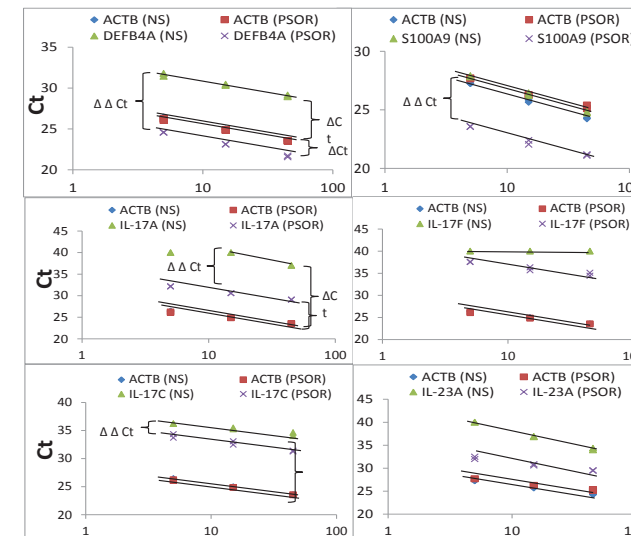 ACTB (NS) ACTB (PSOR)
DEFB4A (NS) DEFB4A (PSOR)
35
30
25
20
Ct
Δ Δ Ct
ΔC
t
ΔCt
1 10 100
ACTB (NS) ACTB (PSOR)
S100A9 (NS) S100A9 (PSOR)
30
25
20
Δ Δ Ct
1 10
ACTB (NS) ACTB (PSOR)
IL-17A (NS) IL-17A (PSOR)
45
40
35
30
25
20
Δ Δ Ct
ΔC
t
1 10 100
ACTB (NS) ACTB (PSOR)
IL-17F (NS) IL-17F (PSOR)
45
40
35
30
25
20
1 10
ACTB (NS) ACTB (PSOR)
IL-17C (NS) IL-17C (PSOR)
40
35
30
25
20
Ct
Δ Δ Ct
1 10 100
ACTB (NS) ACTB (PSOR)
IL-23A (NS) IL-23A (PSOR)
45
40
35
30
25
20
1 10